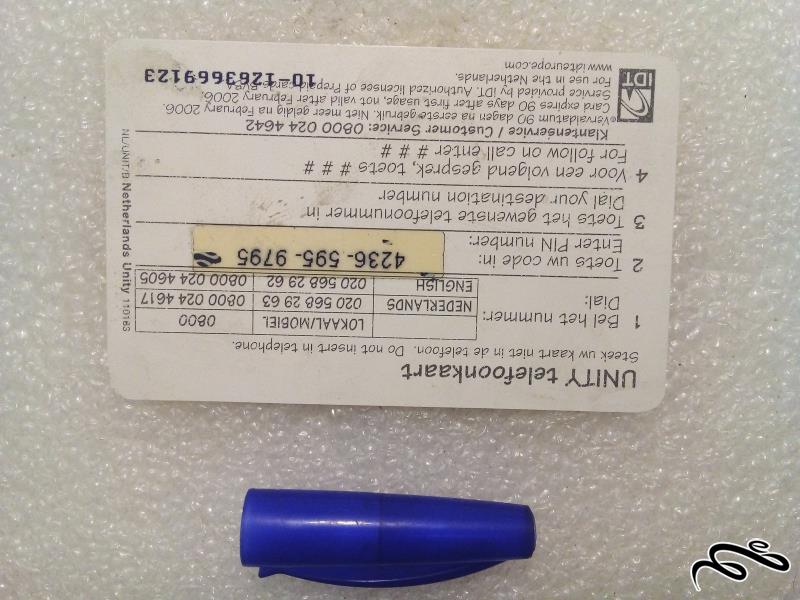 UNITY telefoonkaart
Steek uw kaart niet in de telefoon. Do not insert in telephone.
1 Bel het nummer: LOKAAL/MOBIEL 0800
Dial: NEDERLANDS 020 568 29 63 0800 024 4617
ENGLISH 020 568 29 62 0800 024 4605
2 Toets uw code in:
Enter PIN number: 4236-595-9795
3 Toets het gewenste telefoonnummer in
Dial your destination number
4 Voor een volgend gesprek, toets # # #
For follow on call enter # # #
Klantenservice / Customer Service: 0800 024 4642
Vervaldatum 90 dagen na eerste gebruik. Niet meer geldig na februari 2006.
Card expires 90 days after first usage, not valid after February 2006.
Service provided by IDT. Authorized licensee of Prepaid Cards BVBA
For use in the Netherlands.
www.idteurope.com
10-1263669123
IDT
NL/UNIT/B Netherlands Unity 110163